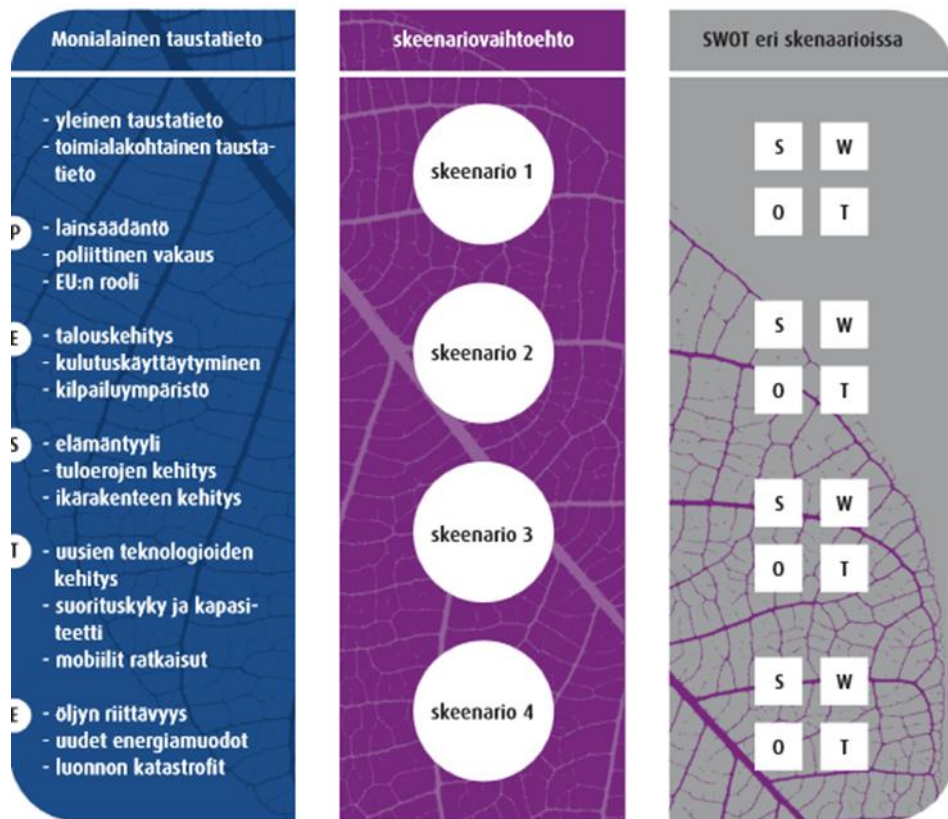 Monialainen taustatieto
- yleinen taustatieto
- toimialakohtainen tausta-
tieto
P
- lainsäädäntö
- poliittinen vakaus
- EU:n rooli
E
- talouskehitys
- kulutuskäyttäytyminen
- kilpailuympäristö
S
- elämäntyyli
- tuloerojen kehitys
- ikärakenteen kehitys
T
- uusien teknologioiden
kehitys
- suorituskyky ja kapasi-
teetti
- mobiilit ratkaisut
E
- öljyn riittävyys
- uudet energiamuodot
- luonnon katastrofit
skeenariovaihtoehto
skeenario 1
skeenario 2
skeenario 3
skeenario 4
SWOT eri skenaarioissa
S W
O T
S W
O T
S W
O T
S W
O T